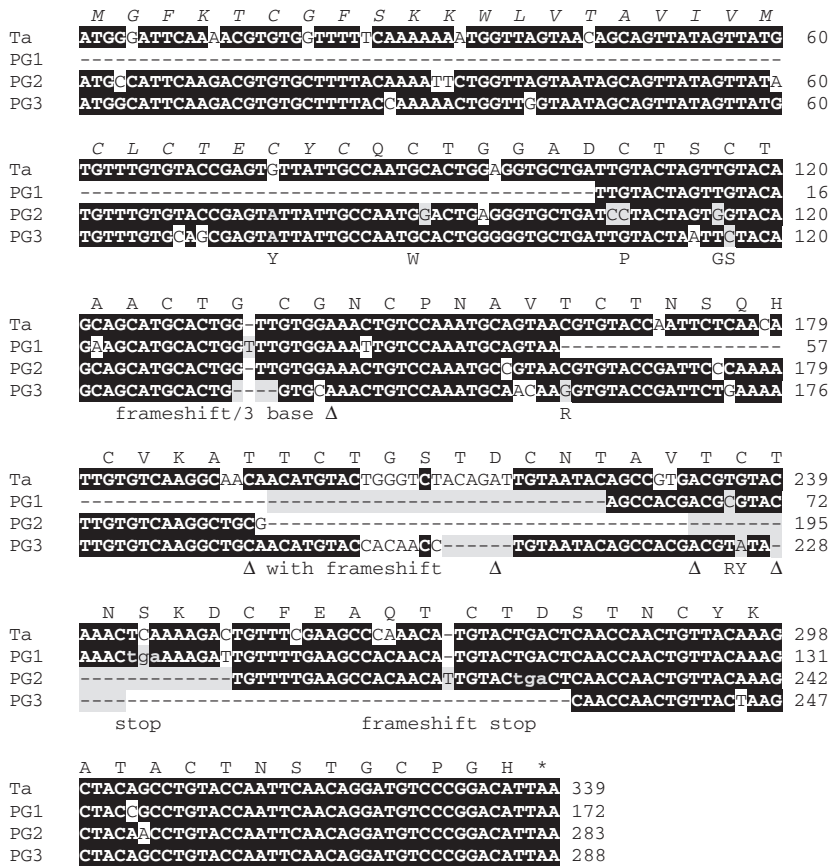 M G F K T C G F S K K W L V T A V I V M
Ta ATGGGATTCAAAACGTGTGGTTTTTCAAAAAAATGGTTAGTAACAGCAGTTATAGTTATG 60
PG1 ------------------------------------------------------------
PG2 ATGCCATTCAAGACGTGTGCTTTTACAAAATTCTGGTTAGTAATAGCAGTTATAGTTATA 60
PG3 ATGGCATTCAAGACGTGTGCTTTTACCAAAAACTGGTTGGTAATAGCAGTTATAGTTATG 60
C L C T E C Y C Q C T G G A D C T S C T
Ta TGTTTGTGTACCGAGTGTTATTGCCAATGCACTGGAGGTGCTGATTGTACTAGTTGTACA 120
PG1 --------------------------------------------TTGTACTAGTTGTACA 16
PG2 TGTTTGTGTACCGAGTATTATTGCCAATGGACTGAGGGTGCTGATCCTACTAGTGGTACA 120
PG3 TGTTTGTGCAGCGAGTATTATTGCCAATGCACTGGGGGTGCTGATTGTACTAATTCTACA 120
Y W P GS
A A C T G C G N C P N A V T C T N S Q H
Ta GCAGCATGCACTGG-TTGTGGAAACTGTCCAAATGCAGTAACGTGTACCAATTCTCAACA 179
PG1 GAAGCATGCACTGGTTTGTGGAAATTGTCCAAATGCAGTAA------------------- 57
PG2 GCAGCATGCACTGG-TTGTGGAAACTGTCCAAATGCCGTAACGTGTACCGATTCCCAAAA 179
PG3 GCAGCATGCACTG----GTGCAAACTGTCCAAATGCAACAAGGTGTACCGATTCTGAAAA 176
frameshift/3 base Δ R
C V K A T T C T G S T D C N T A V T C T
Ta TTGTGTCAAGGCAACAACATGTACTGGGTCTACAGATTGTAATACAGCCGTGACGTGTAC 239
PG1 ---------------------------------------------AGCCACGACGCGTAC 72
PG2 TTGTGTCAAGGCTGCG-------------------------------------------- 195
PG3 TTGTGTCAAGGCTGCAACATGTACCACAACC------TGTAATACAGCCACGACGTATA- 228
Δ with frameshift Δ Δ RY Δ
N S K D C F E A Q T C T D S T N C Y K
Ta AAACTCAAAAGACTGTTTCGAAGCCCAAACA-TGTACTGACTCAACCAACTGTTACAAAG 298
PG1 AAACtgaAAAGATTGTTTTGAAGCCACAACA-TGTACTGACTCAACCAACTGTTACAAAG 131
PG2 -------------TGTTTTGAAGCCACAACATTGTACtgaCTCAACCAACTGTTACAAAG 242
PG3 ------------------------------------------CAACCAACTGTTACTAAG 247
stop frameshift stop
A T A C T N S T G C P G H *
Ta CTACAGCCTGTACCAATTCAACAGGATGTCCCGGACATTAA 339
PG1 CTACCGCCTGTACCAATTCAACAGGATGTCCCGGACATTAA 172
PG2 CTACAACCTGTACCAATTCAACAGGATGTCCCGGACATTAA 283
PG3 CTACAGCCTGTACCAATTCAACAGGATGTCCCGGACATTAA 288